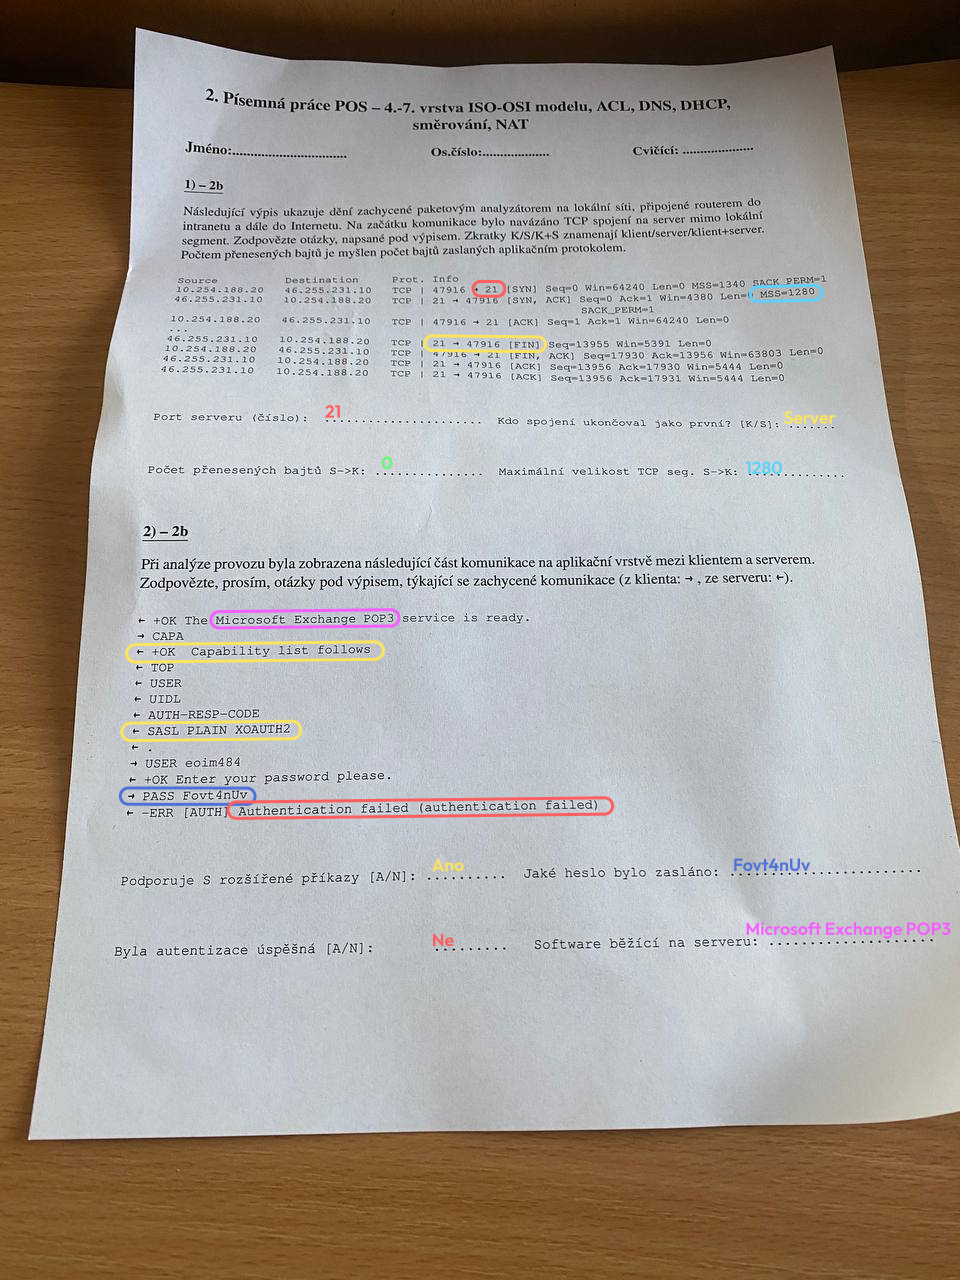 2. Písemná práce POS – 4.-7. vrstva ISO-OSI modelu, ACL, DNS, DHCP,
směrování, NAT
Jméno:................................ Os.číslo:................... Cvičící: ....................
1) – 2b
Následující výpis ukazuje dění zachycené paketovým analyzátorem na lokální síti, připojené routerem do
intranetu a dále do Internetu. Na začátku komunikace bylo navázáno TCP spojení na server mimo lokální
segment. Zodpovězte otázky, napsané pod výpisem. Zkratky K/S/K+S znamenají klient/server/klient+server.
Počtem přenesených bajtů je myšlen počet bajtů zaslaných aplikačním protokolem.
Source Destination Prot. Info
10.254.188.20 46.255.231.10 TCP | 47916 → 21 [SYN] Seq=0 Win=64240 Len=0 MSS=1340 SACK_PERM=1
46.255.231.10 10.254.188.20 TCP | 21 → 47916 [SYN, ACK] Seq=0 Ack=1 Win=4380 Len=0 MSS=1280
SACK_PERM=1
10.254.188.20 46.255.231.10 TCP | 47916 → 21 [ACK] Seq=1 Ack=1 Win=64240 Len=0
...
46.255.231.10 10.254.188.20 TCP | 21 → 47916 [FIN] Seq=13955 Win=5391 Len=0
10.254.188.20 46.255.231.10 TCP | 47916 → 21 [FIN, ACK] Seq=17930 Ack=13956 Win=63803 Len=0
46.255.231.10 10.254.188.20 TCP | 21 → 47916 [ACK] Seq=13956 Ack=17930 Win=5444 Len=0
46.255.231.10 10.254.188.20 TCP | 21 → 47916 [ACK] Seq=13956 Ack=17931 Win=5444 Len=0
Port serveru (číslo): 21 .................... Kdo spojení ukončoval jako první? [K/S]: Server
Počet přenesených bajtů S->K: 0 .............. Maximální velikost TCP seg. S->K: 1280 ............
2) – 2b
Při analýze provozu byla zobrazena následující část komunikace na aplikační vrstvě mezi klientem a serverem.
Zodpovězte, prosím, otázky pod výpisem, týkající se zachycené komunikace (z klienta: → , ze serveru: ←).
← +OK The Microsoft Exchange POP3 service is ready.
→ CAPA
← +OK Capability list follows
← TOP
← USER
← UIDL
← AUTH-RESP-CODE
← SASL PLAIN XOAUTH2
← .
→ USER eoim484
← +OK Enter your password please.
→ PASS Fovt4nUv
← -ERR [AUTH] Authentication failed (authentication failed)
Podporuje S rozšířené příkazy [A/N]: Ano .......... Jaké heslo bylo zasláno: Fovt4nUv ........................
Byla autentizace úspěšná [A/N]: Ne .......... Software běžící na serveru: Microsoft Exchange POP3 .....................